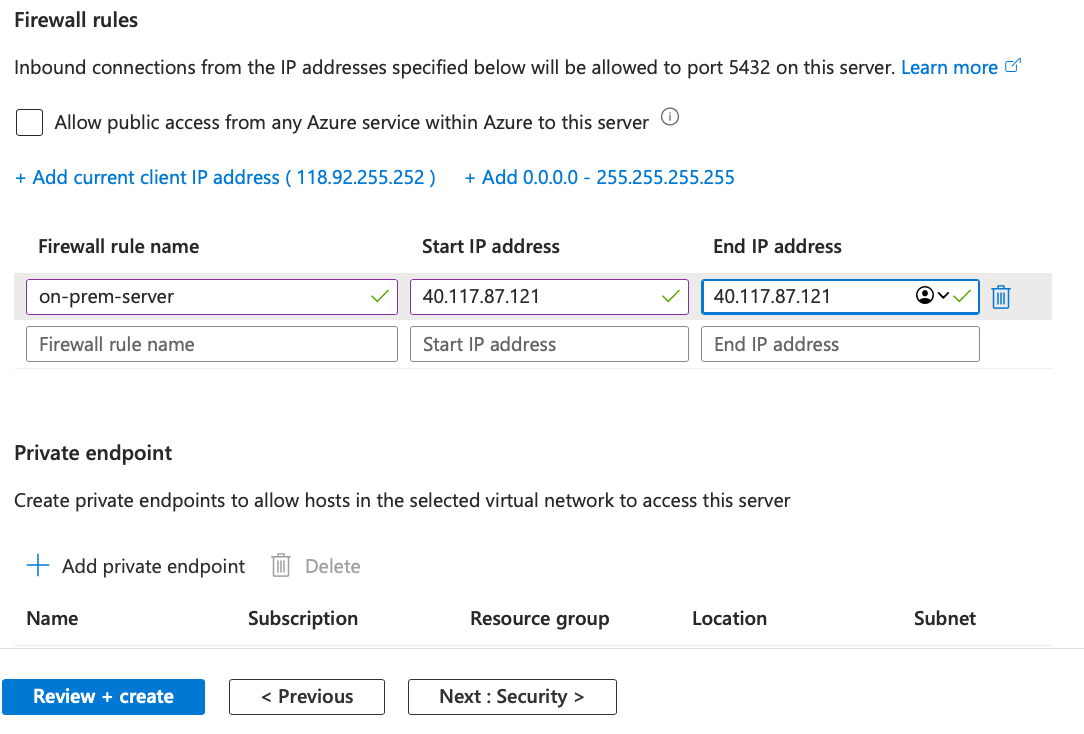 Firewall rules
Inbound connections from the IP addresses specified below will be allowed to port 5432 on this server. Learn more
Allow public access from any Azure service within Azure to this server
+ Add current client IP address ( 118.92.255.252 ) + Add 0.0.0.0 - 255.255.255.255
Firewall rule name Start IP address End IP address
on-prem-server 40.117.87.121 40.117.87.121
Firewall rule name Start IP address End IP address
Private endpoint
Create private endpoints to allow hosts in the selected virtual network to access this server
+ Add private endpoint Delete
Name Subscription Resource group Location Subnet
Review + create < Previous Next : Security >